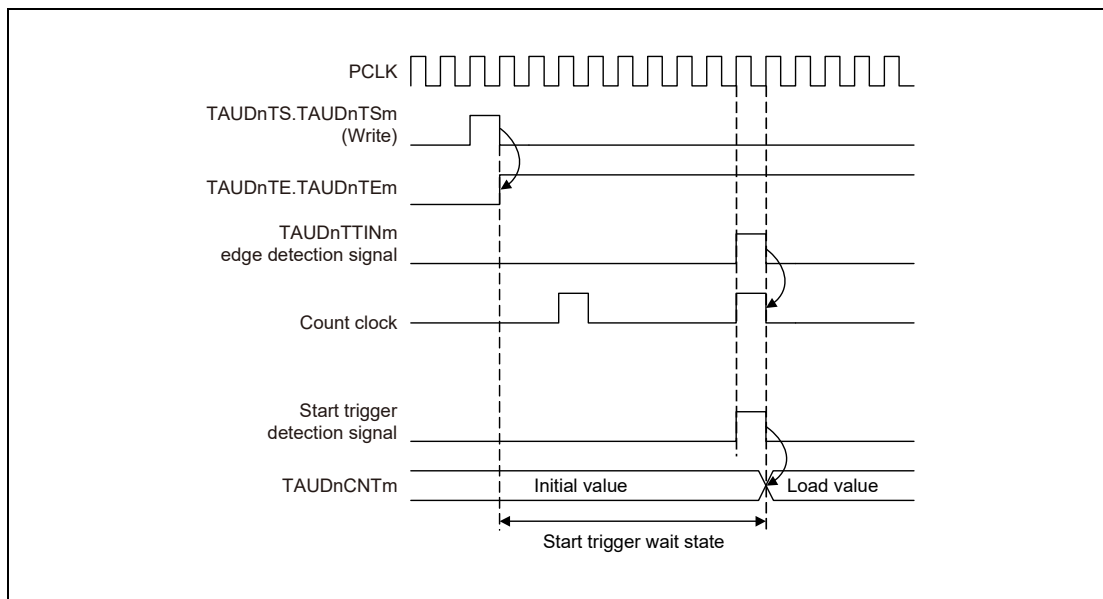 PCLK
TAUDnTS.TAUDnTSm
(Write)
TAUDnTE.TAUDnTEm
TAUDnTTINm
edge detection signal
Count clock
Start trigger
detection signal
TAUDnCNTm
Initial value
Load value
Start trigger wait state